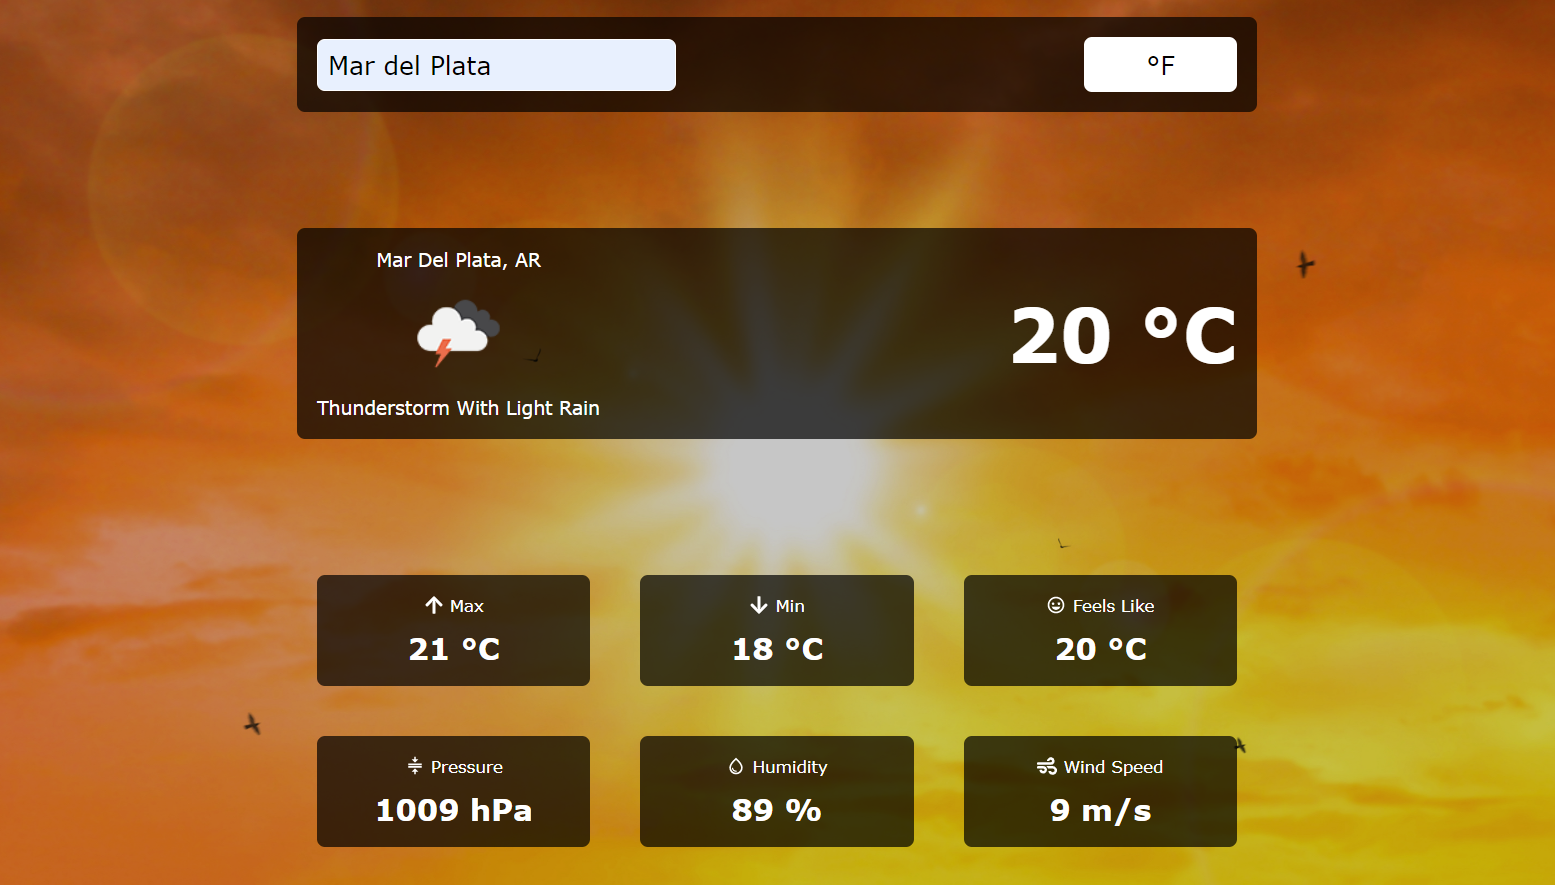 Mar del Plata
°F
Mar Del Plata, AR
20 °C
Thunderstorm With Light Rain
Max
21 °C
Min
18 °C
Feels Like
20 °C
Pressure
1009 hPa
Humidity
89 %
Wind Speed
9 m/s